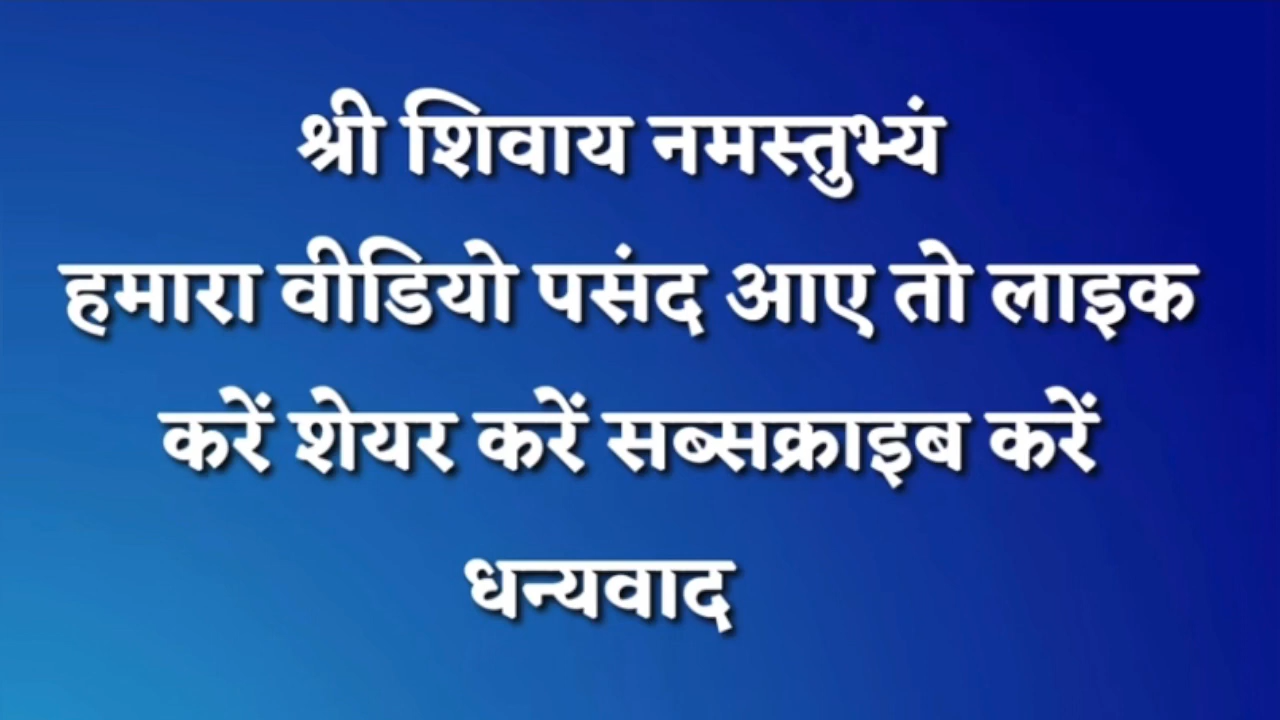 श्री शिवाय नमस्तुभ्यं
हमारा वीडियो पसंद आए तो लाइक
करें शेयर करें सब्सक्राइब करें
धन्यवाद